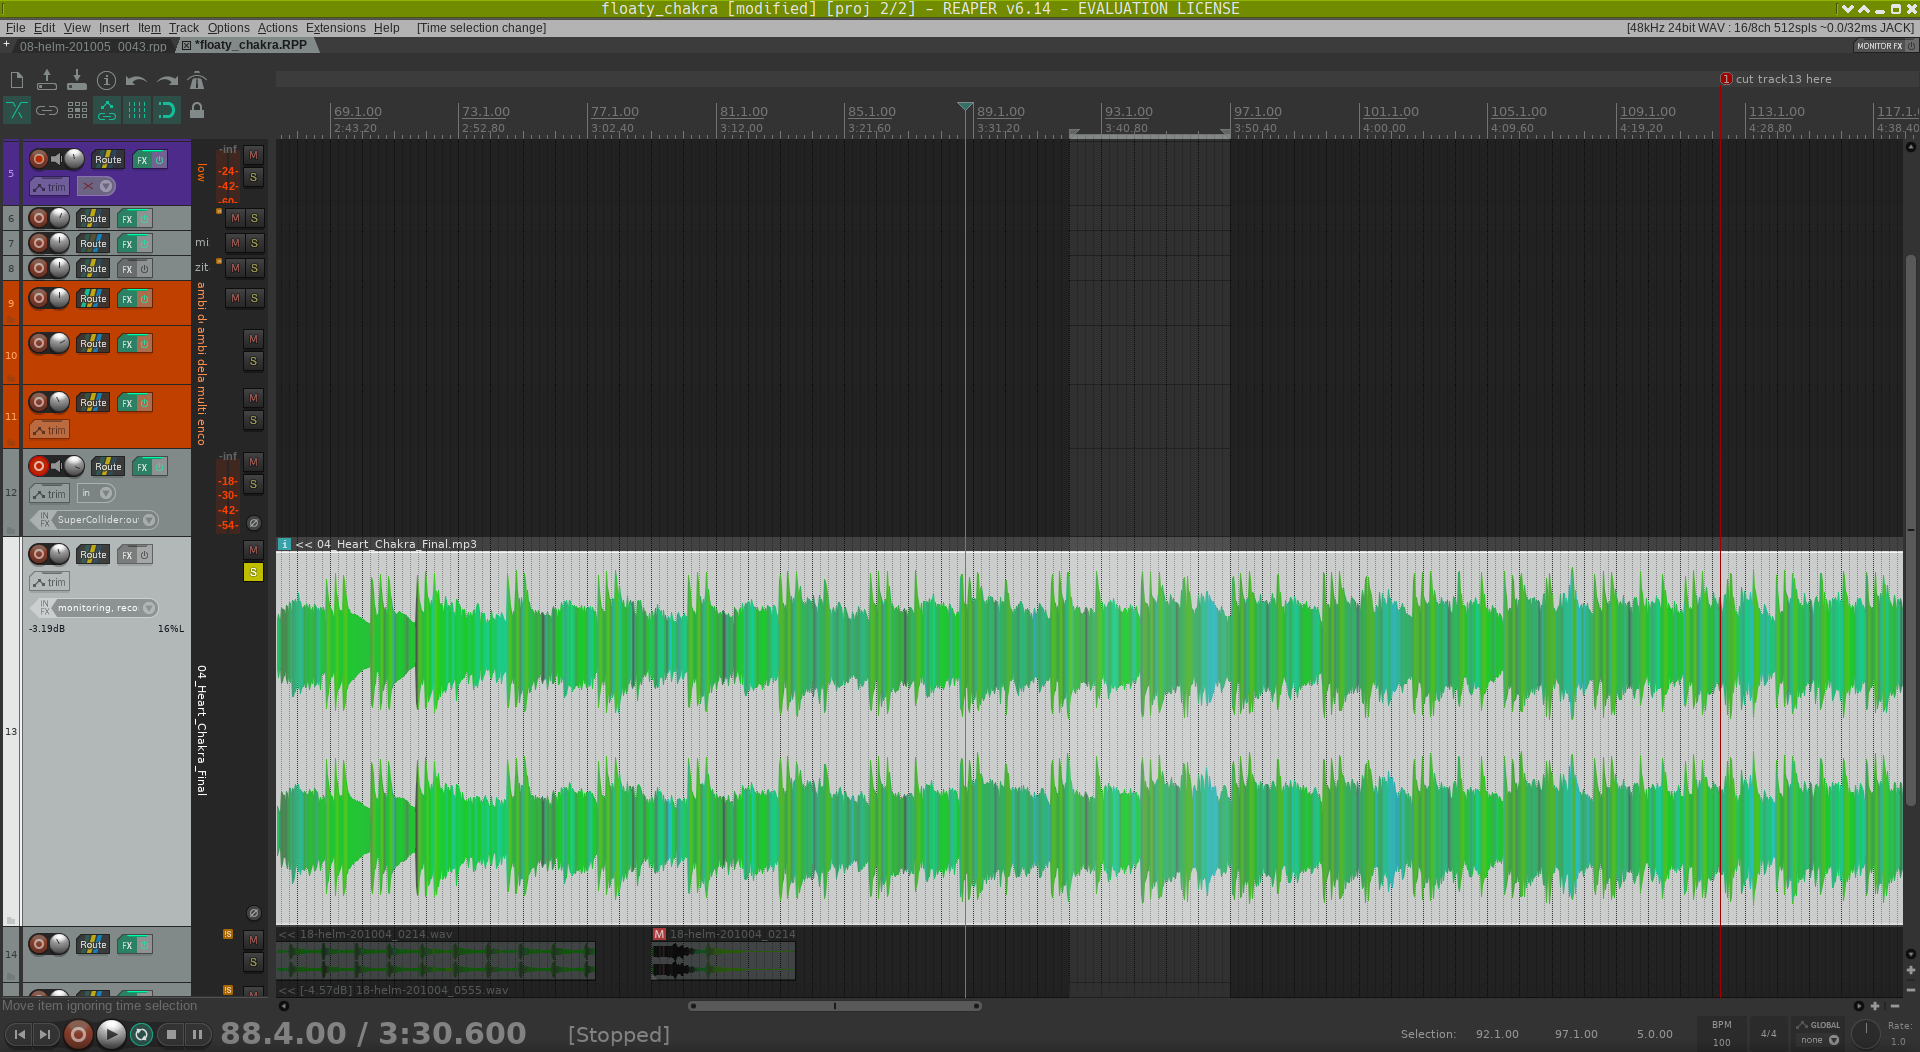 floaty_chakra [modified] [proj 2/2] – REAPER v6.14 – EVALUATION LICENSE
File Edit View Insert Item Track Options Actions Extensions Help [Time selection change] [48kHz 24bit WAV : 16/8ch 512spls ~0.0/32ms JACK]
+ 08-helm-201005_0043.rpp *floaty_chakra.RPP MONITOR FX
1 cut track13 here
69.1.00 73.1.00 77.1.00 81.1.00 85.1.00 89.1.00 93.1.00 97.1.00 101.1.00 105.1.00 109.1.00 113.1.00 117.1.
2:43.20 2:52.80 3:02.40 3:12.00 3:21.60 3:31.20 3:40.80 3:50.40 4:00.00 4:09.60 4:19.20 4:28.80 4:38.40
5 Route FX low -inf M
-24-
trim -42- S
-60-
6 Route FX M S
7 Route FX mi M S
8 Route FX zit M S
9 Route FX M S
10 Route FX ambi dela M
S
11 Route FX multi enco M
trim S
12 Route FX -inf M
trim in -18- S
-30-
IN FX SuperCollider:ou -42-
-54-
<< 04_Heart_Chakra_Final.mp3
13 Route FX M
trim S
IN FX monitoring, reco
-3.19dB 16%L
04_Heart_Chakra_Final
14 Route FX M
S
<< 18-helm-201004_0214.wav M 18-helm-201004_0214
<< [-4.57dB] 18-helm-201004_0555.wav
Move item ignoring time selection
88.4.00 / 3:30.600 [Stopped]
Selection: 92.1.00 97.1.00 5.0.00
BPM
100
4/4
GLOBAL
none
Rate:
1.0